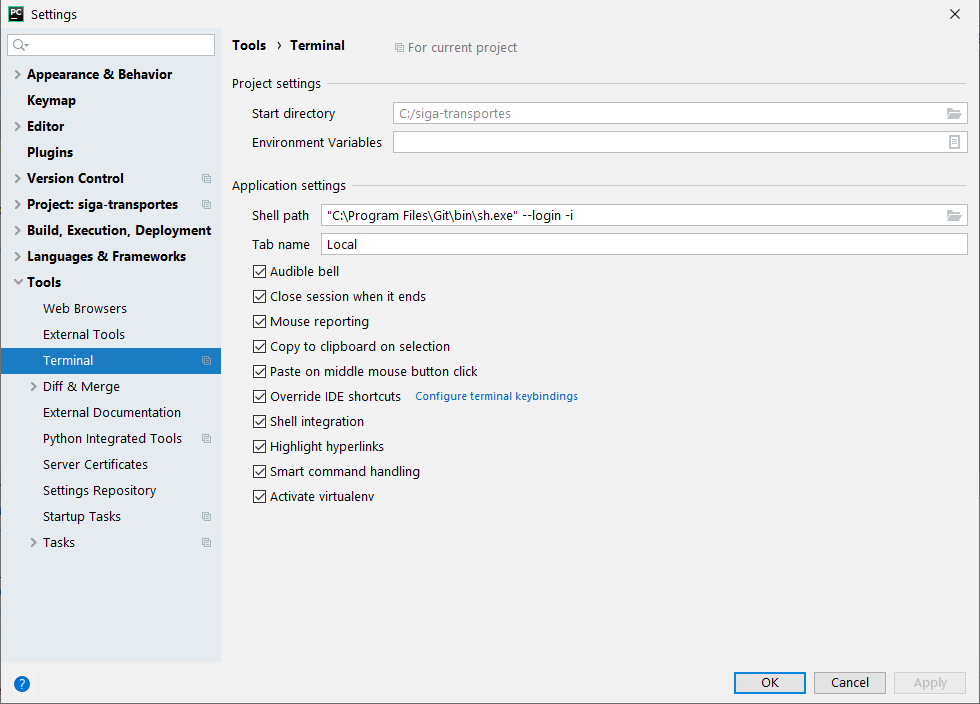 PC Settings
Tools › Terminal For current project
Appearance & Behavior
Keymap
Editor
Plugins
Version Control
Project: siga-transportes
Build, Execution, Deployment
Languages & Frameworks
Tools
Web Browsers
External Tools
Terminal
Diff & Merge
External Documentation
Python Integrated Tools
Server Certificates
Settings Repository
Startup Tasks
Tasks
Project settings
Start directory C:/siga-transportes
Environment Variables
Application settings
Shell path "C:\Program Files\Git\bin\sh.exe" --login -i
Tab name Local
Audible bell
Close session when it ends
Mouse reporting
Copy to clipboard on selection
Paste on middle mouse button click
Override IDE shortcuts Configure terminal keybindings
Shell integration
Highlight hyperlinks
Smart command handling
Activate virtualenv
? OK Cancel Apply